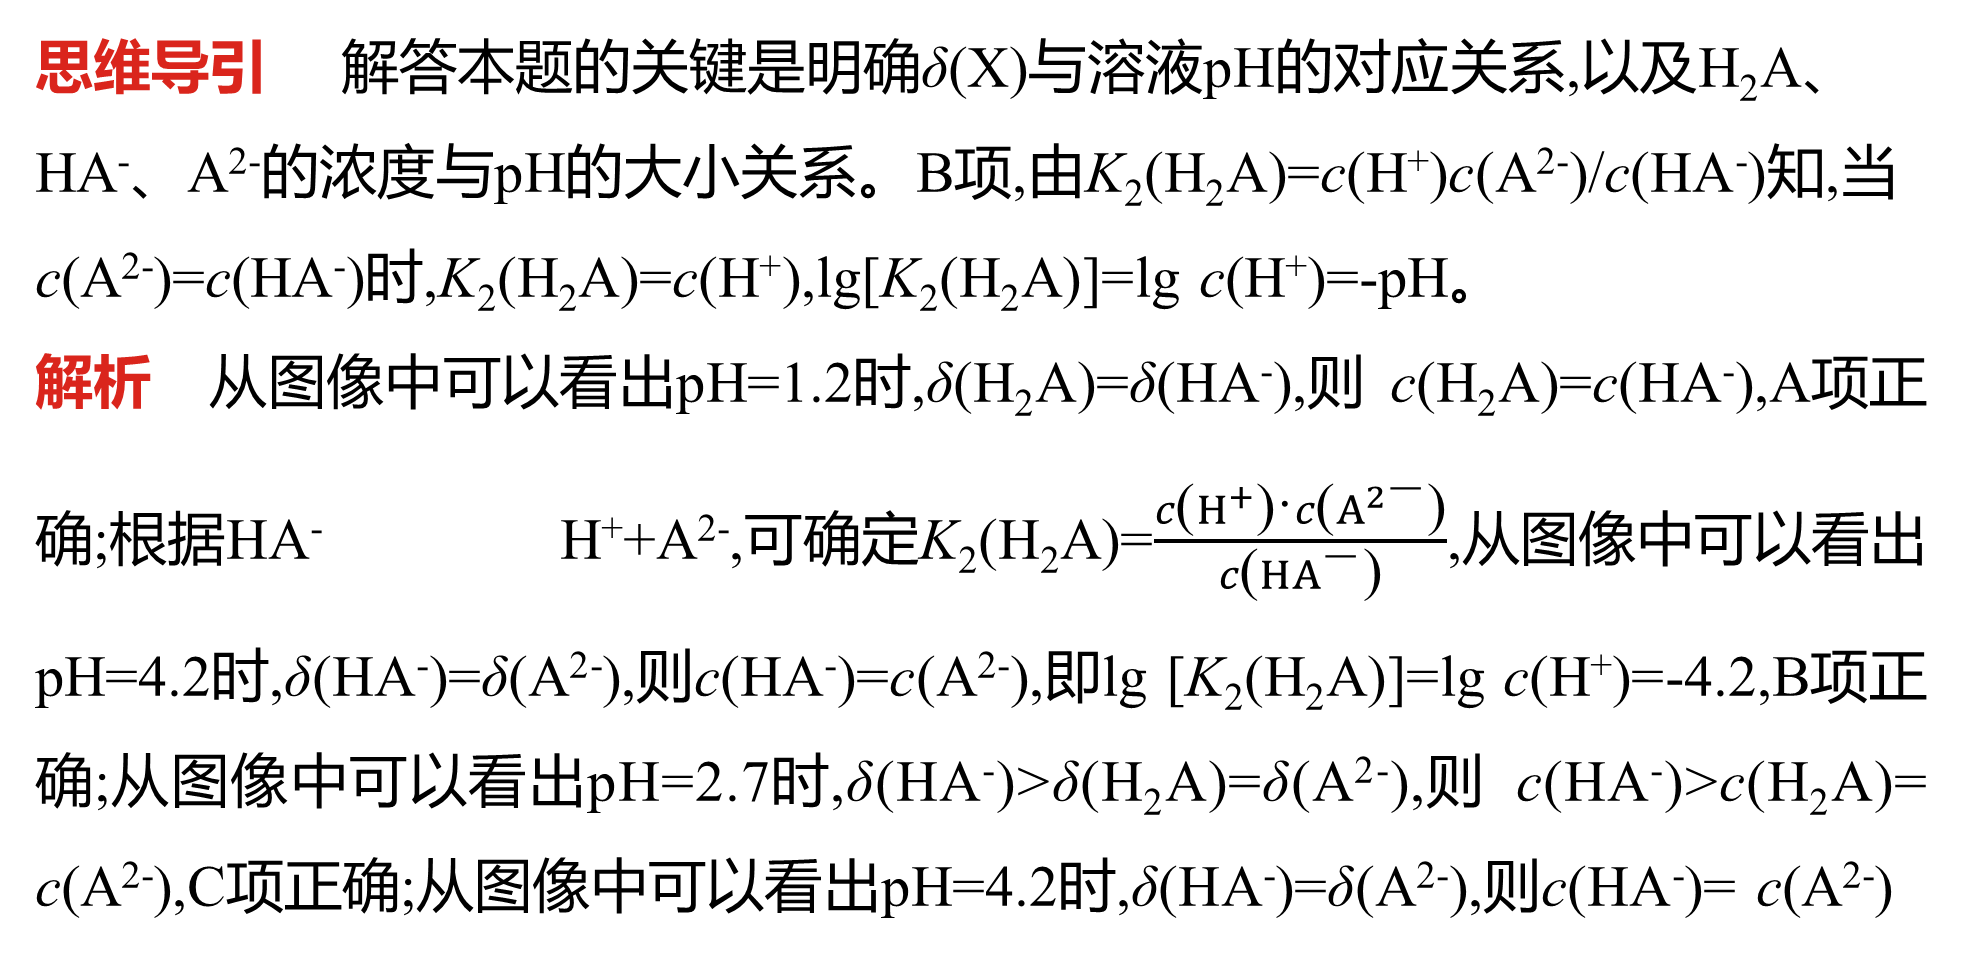 思维导引 解答本题的关键是明确δ(X)与溶液pH的对应关系,以及H₂A、
HA⁻、A²⁻的浓度与pH的大小关系。B项,由K₂(H₂A)=c(H⁺)c(A²⁻)/c(HA⁻)知,当
c(A²⁻)=c(HA⁻)时,K₂(H₂A)=c(H⁺),lg[K₂(H₂A)]=lg c(H⁺)=-pH。
解析 从图像中可以看出pH=1.2时,δ(H₂A)=δ(HA⁻),则 c(H₂A)=c(HA⁻),A项正
确;根据HA⁻ H⁺+A²⁻,可确定K₂(H₂A)=c(H⁺)·c(A²⁻)/c(HA⁻),从图像中可以看出
pH=4.2时,δ(HA⁻)=δ(A²⁻),则c(HA⁻)=c(A²⁻),即lg [K₂(H₂A)]=lg c(H⁺)=-4.2,B项正
确;从图像中可以看出pH=2.7时,δ(HA⁻)>δ(H₂A)=δ(A²⁻),则 c(HA⁻)>c(H₂A)=
c(A²⁻),C项正确;从图像中可以看出pH=4.2时,δ(HA⁻)=δ(A²⁻),则c(HA⁻)= c(A²⁻)